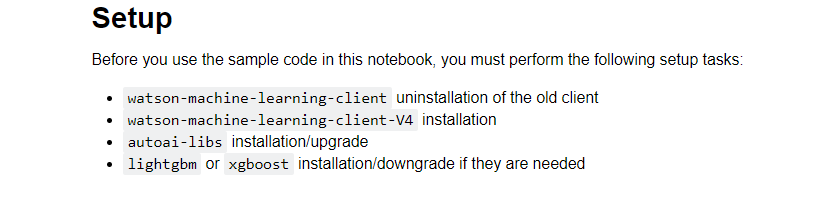 Setup
Before you use the sample code in this notebook, you must perform the following setup tasks:
• watson-machine-learning-client uninstallation of the old client
• watson-machine-learning-client-V4 installation
• autoai-libs installation/upgrade
• lightgbm or xgboost installation/downgrade if they are needed